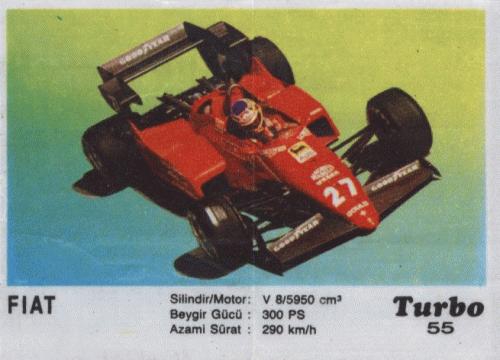 GOODYEAR
27
GOODYEAR
GOODYEAR
FIAT
Silindir/Motor: V 8/5950 cm³
Beygir Gücü : 300 PS
Azami Sürat : 290 km/h
Turbo
55